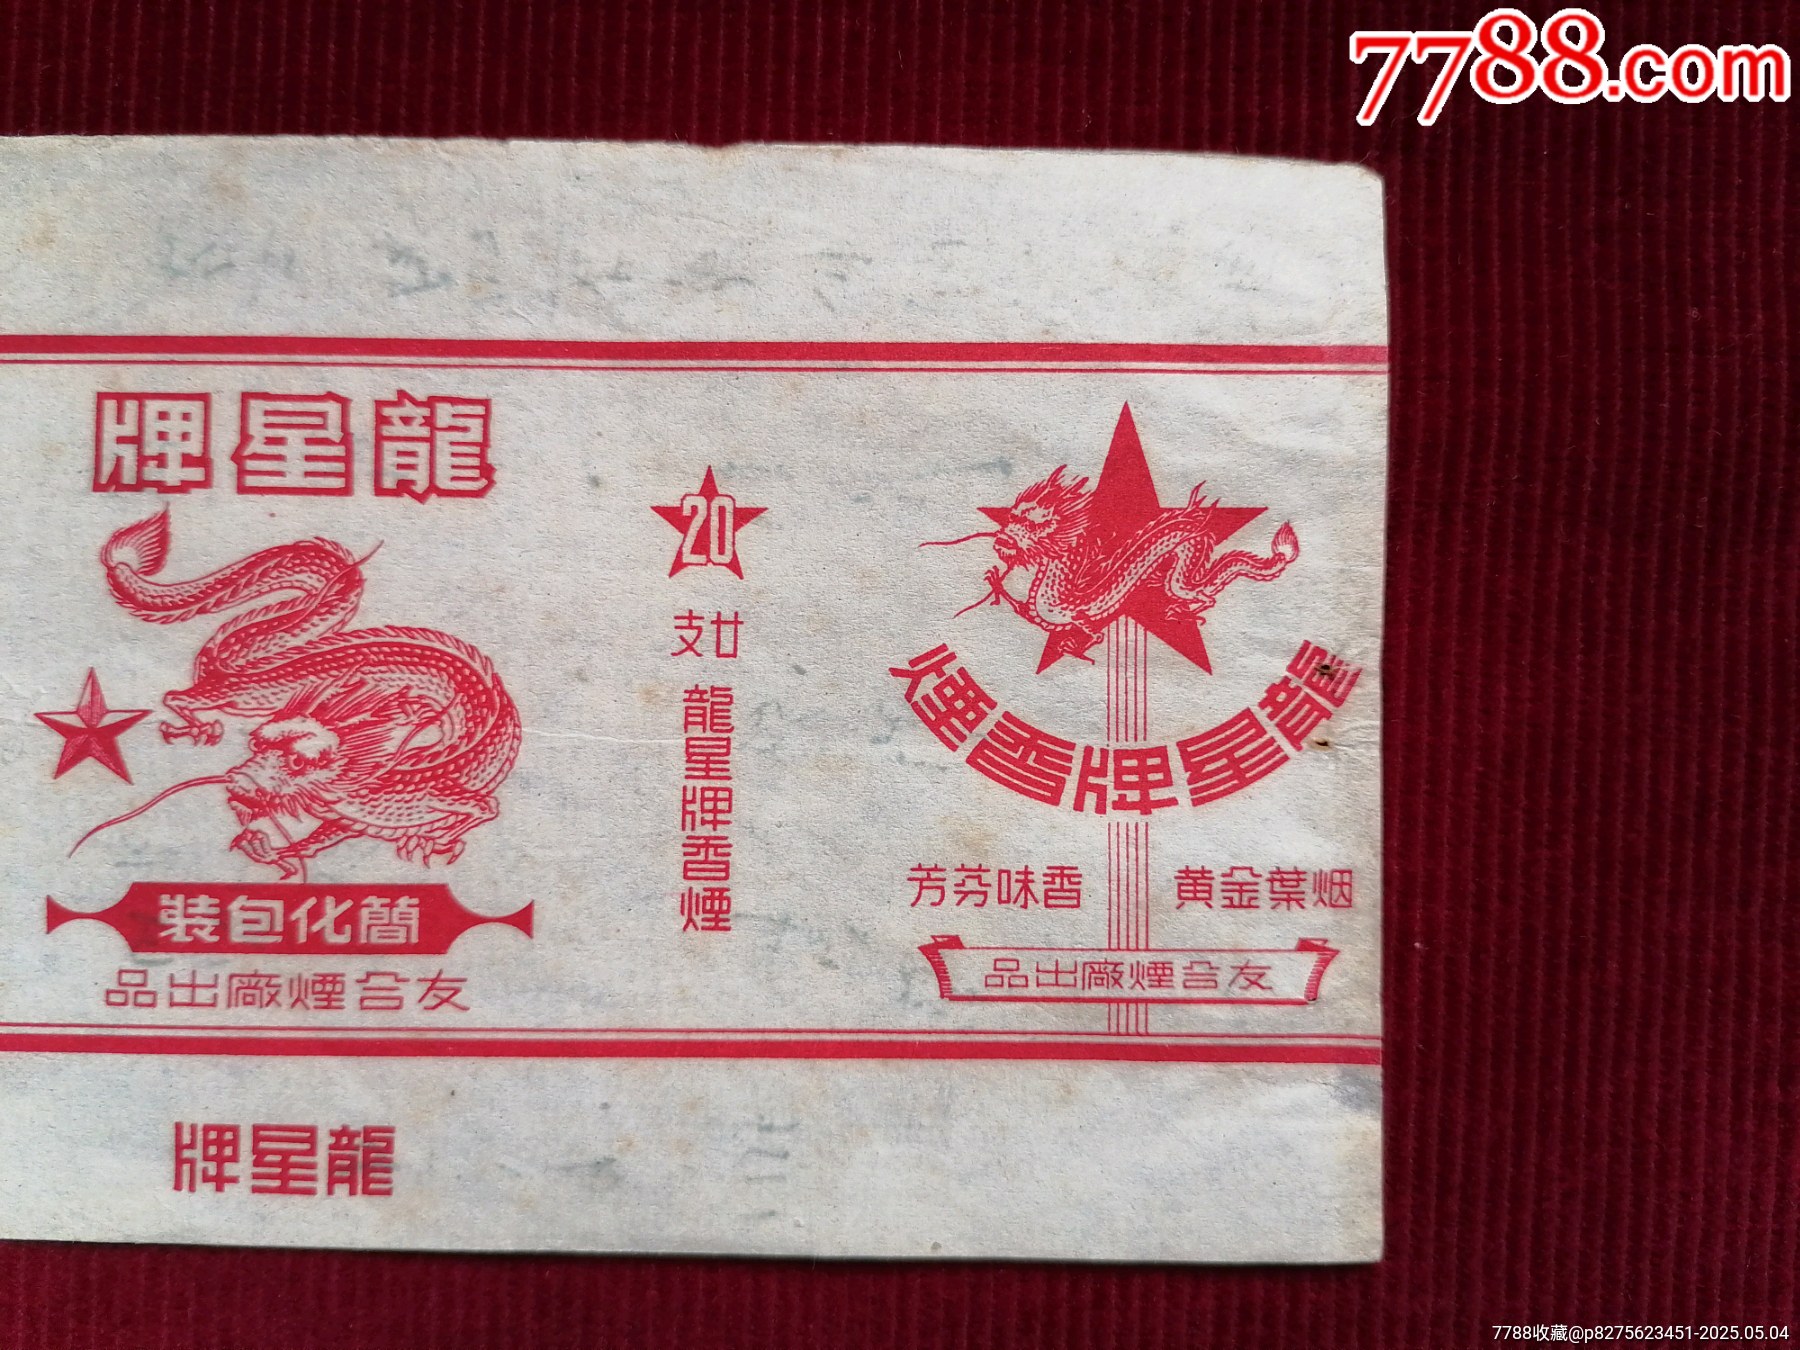 7788.com
龍星牌
簡化包裝
友合煙廠出品
20
廿支
龍星牌香煙
龍星牌香煙
烟葉金黄
香味芬芳
友合煙廠出品
龍星牌
7788收藏@p8275623451-2025.05.04